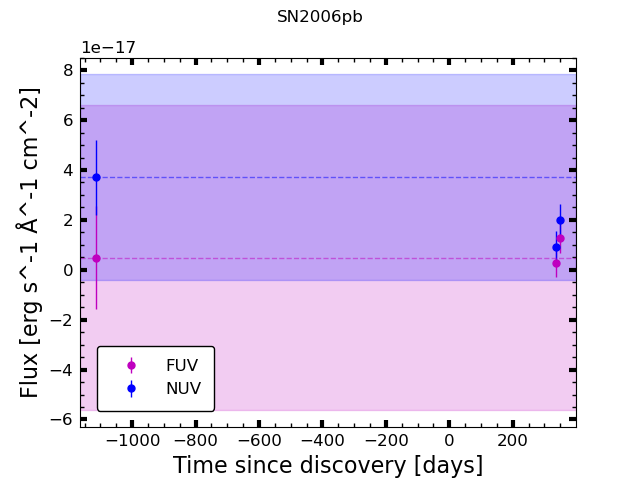 SN2006pb
1e−17
8
6
4
2
0
−2
−4
−6
Flux [erg s^-1 Å^-1 cm^-2]
FUV
NUV
−1000 −800 −600 −400 −200 0 200
Time since discovery [days]